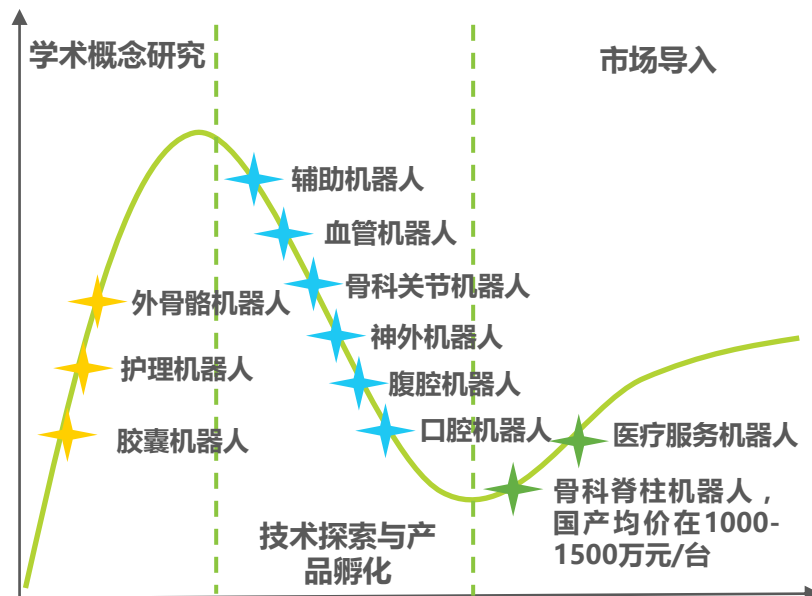 学术概念研究
市场导入
辅助机器人
血管机器人
骨科关节机器人
外骨骼机器人
神外机器人
护理机器人
腹腔机器人
胶囊机器人
口腔机器人
医疗服务机器人
骨科脊柱机器人，
国产均价在1000-
1500万元/台
技术探索与产
品孵化